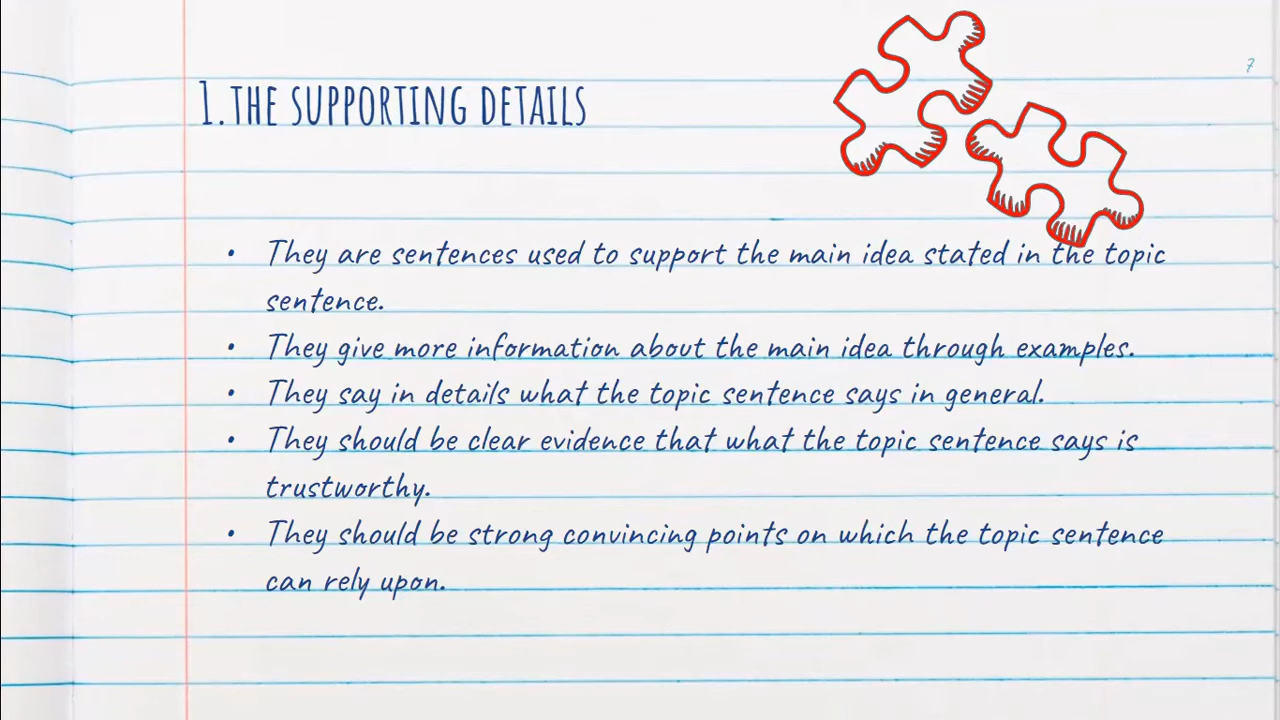 7
1. THE SUPPORTING DETAILS
• They are sentences used to support the main idea stated in the topic
sentence.
• They give more information about the main idea through examples.
• They say in details what the topic sentence says in general.
• They should be clear evidence that what the topic sentence says is
trustworthy.
• They should be strong convincing points on which the topic sentence
can rely upon.